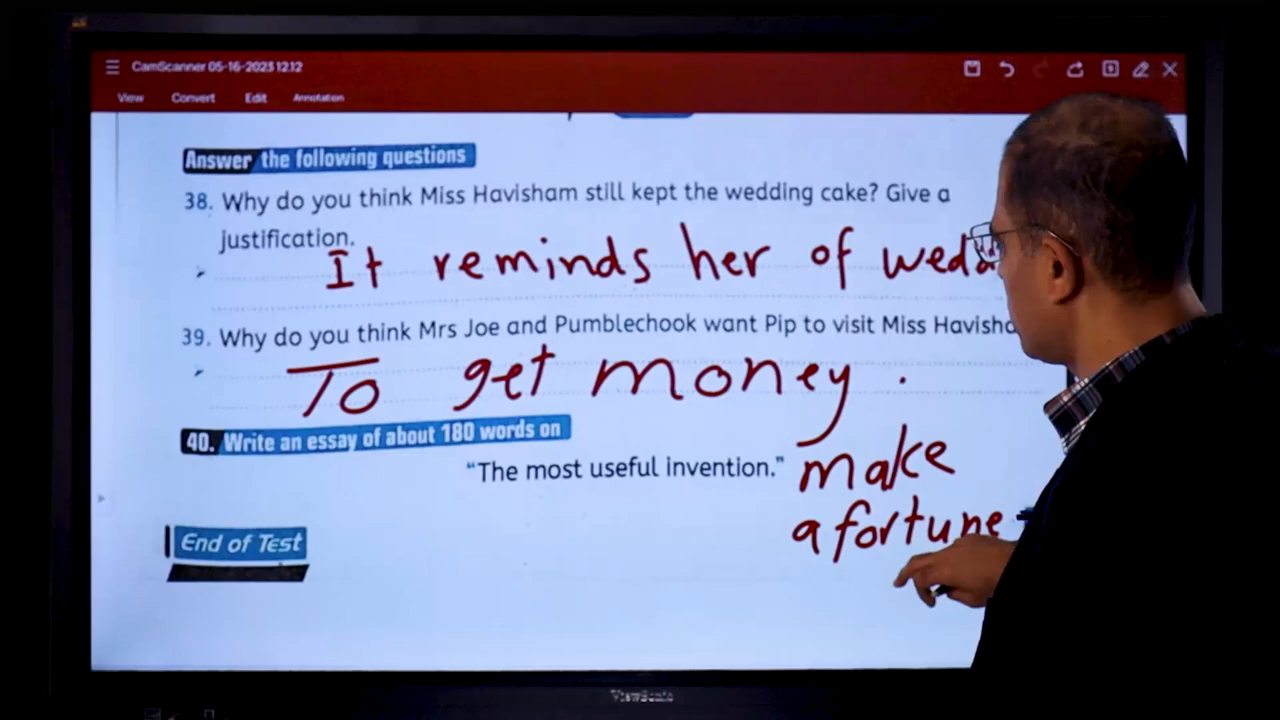 CamScanner 05-16-2023 12.12
View Convert Edit Annotation
Answer the following questions
38. Why do you think Miss Havisham still kept the wedding cake? Give a
justification.
It reminds her of
39. Why do you think Mrs Joe and Pumblechook want Pip to visit Miss
To get money.
40. Write an essay of about 180 words on
"The most useful invention."
make
a fortune
End of Test
ViewSonic